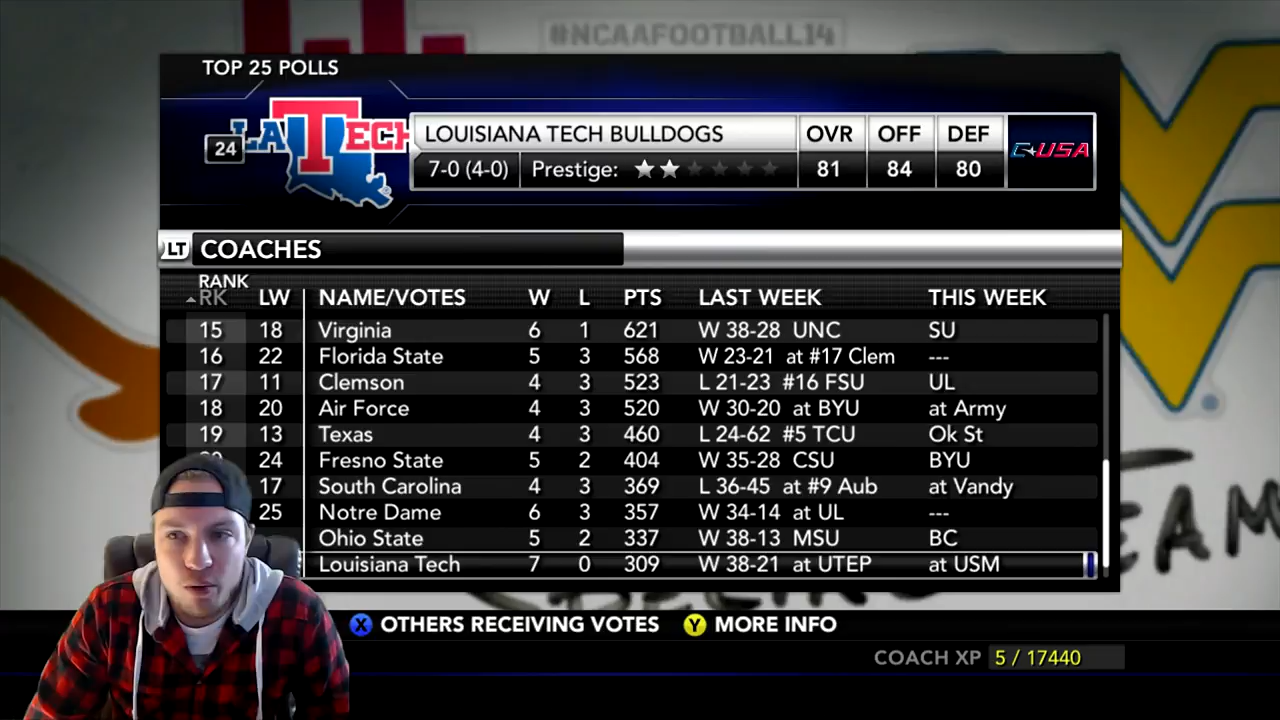 #NCAAFOOTBALL14
TOP 25 POLLS
24 LA TECH LOUISIANA TECH BULLDOGS OVR OFF DEF C USA
7-0 (4-0) Prestige: 81 84 80
LT COACHES
RANK
RK LW NAME/VOTES W L PTS LAST WEEK THIS WEEK
15 18 Virginia 6 1 621 W 38-28 UNC SU
16 22 Florida State 5 3 568 W 23-21 at #17 Clem ---
17 11 Clemson 4 3 523 L 21-23 #16 FSU UL
18 20 Air Force 4 3 520 W 30-20 at BYU at Army
19 13 Texas 4 3 460 L 24-62 #5 TCU Ok St
24 Fresno State 5 2 404 W 35-28 CSU BYU
17 South Carolina 4 3 369 L 36-45 at #9 Aub at Vandy
25 Notre Dame 6 3 357 W 34-14 at UL ---
Ohio State 5 2 337 W 38-13 MSU BC
Louisiana Tech 7 0 309 W 38-21 at UTEP at USM
X OTHERS RECEIVING VOTES Y MORE INFO
COACH XP 5 / 17440